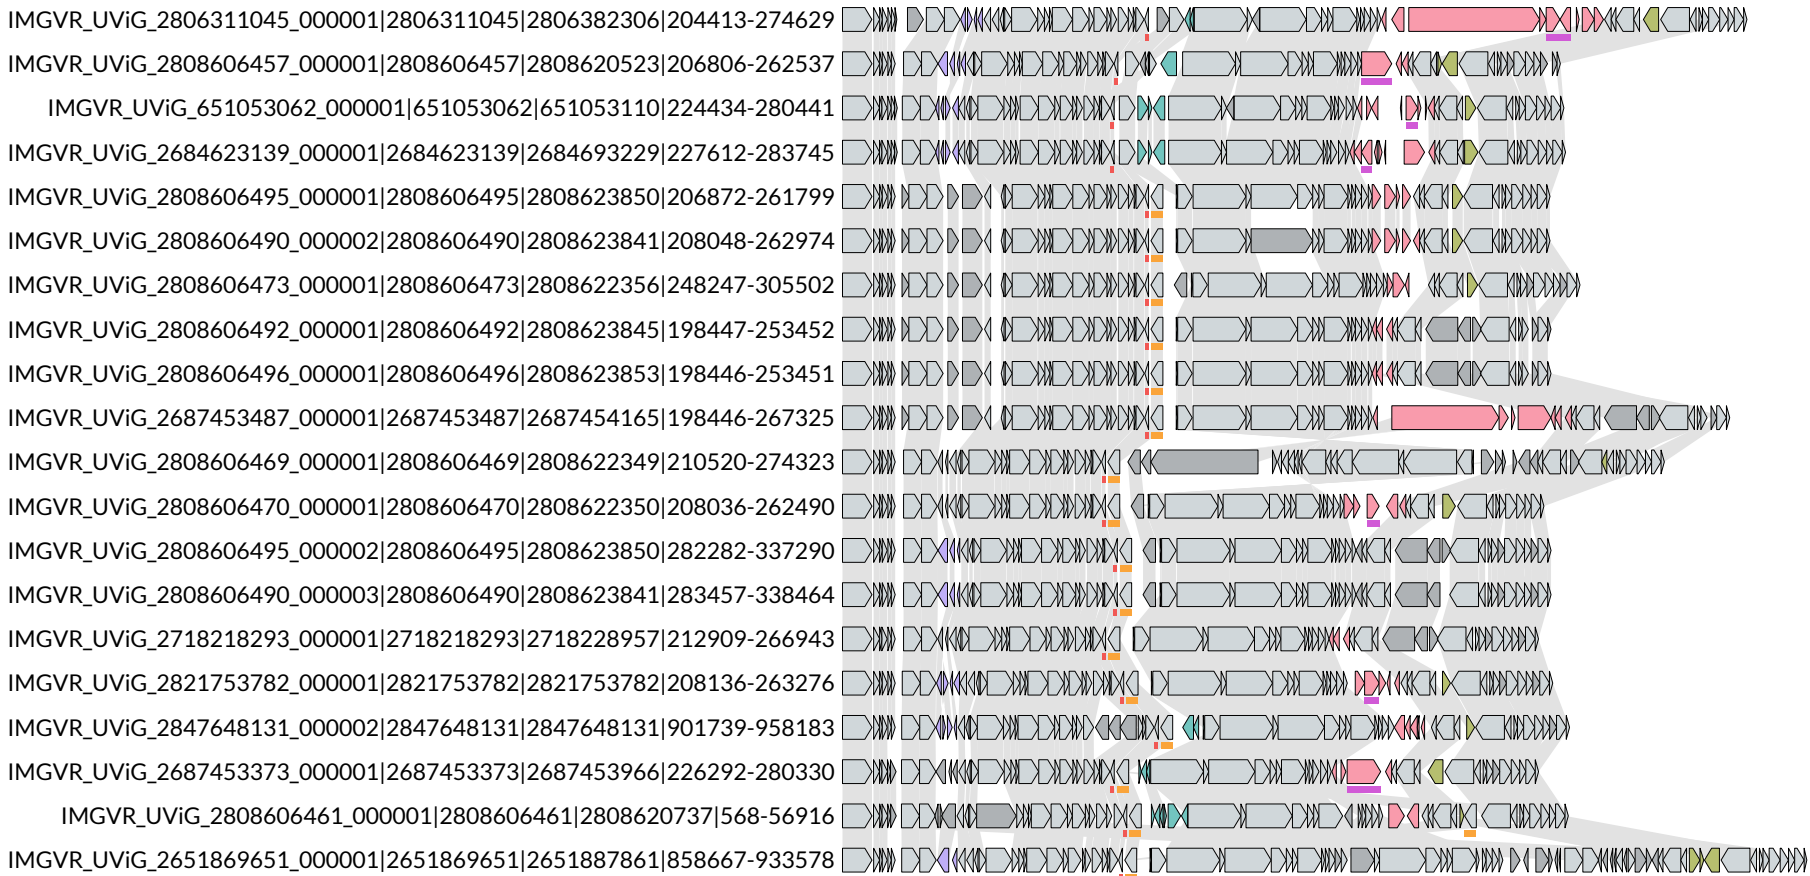 IMGVR_UViG_2806311045_000001|2806311045|2806382306|204413-274629
IMGVR_UViG_2808606457_000001|2808606457|2808620523|206806-262537
IMGVR_UViG_651053062_000001|651053062|651053110|224434-280441
IMGVR_UViG_2684623139_000001|2684623139|2684693229|227612-283745
IMGVR_UViG_2808606495_000001|2808606495|2808623850|206872-261799
IMGVR_UViG_2808606490_000002|2808606490|2808623841|208048-262974
IMGVR_UViG_2808606473_000001|2808606473|2808622356|248247-305502
IMGVR_UViG_2808606492_000001|2808606492|2808623845|198447-253452
IMGVR_UViG_2808606496_000001|2808606496|2808623853|198446-253451
IMGVR_UViG_2687453487_000001|2687453487|2687454165|198446-267325
IMGVR_UViG_2808606469_000001|2808606469|2808622349|210520-274323
IMGVR_UViG_2808606470_000001|2808606470|2808622350|208036-262490
IMGVR_UViG_2808606495_000002|2808606495|2808623850|282282-337290
IMGVR_UViG_2808606490_000003|2808606490|2808623841|283457-338464
IMGVR_UViG_2718218293_000001|2718218293|2718228957|212909-266943
IMGVR_UViG_2821753782_000001|2821753782|2821753782|208136-263276
IMGVR_UViG_2847648131_000002|2847648131|2847648131|901739-958183
IMGVR_UViG_2687453373_000001|2687453373|2687453966|226292-280330
IMGVR_UViG_2808606461_000001|2808606461|2808620737|568-56916
IMGVR_UViG_2651869651_000001|2651869651|2651887861|858667-933578